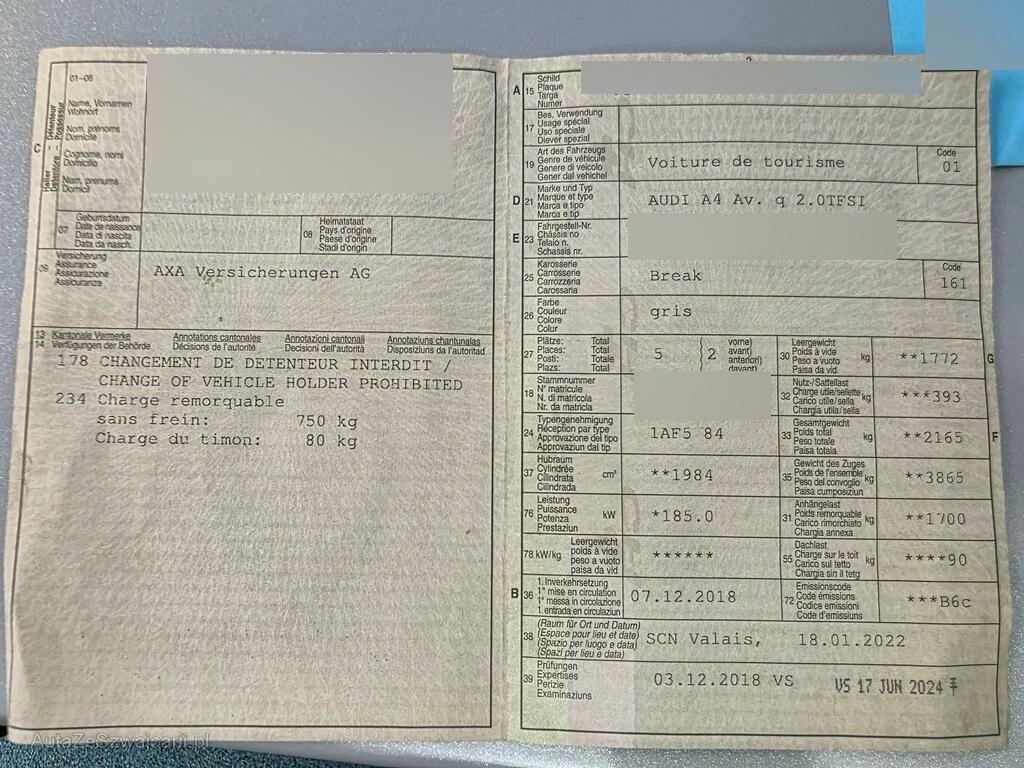 01–06
Name, Vornamen
Wohnort
Nom, prénoms
Domicile
Cognome, nomi
Domicilio
Num, prenums
Domicil
C
Halter - Détenteur
Detentore - Possessur
07
Geburtsdatum
Date de naissance
Data di nascita
Data da nasch.
08
Heimatstaat
Pays d'origine
Paese d'origine
Stadi d'origin
09
Versicherung
Assurance
Assicurazione
Assicuranza
AXA Versicherungen AG
13 Kantonale Vermerke Annotations cantonales Annotazioni cantonali Annotaziuns chantunalas
14 Verfügungen der Behörde Décisions de l'autorité Decisioni dell'autorità Disposiziuns da l'autoritad
178 CHANGEMENT DE DETENTEUR INTERDIT /
CHANGE OF VEHICLE HOLDER PROHIBITED
234 Charge remorquable
sans frein: 750 kg
Charge du timon: 80 kg
A 15
Schild
Plaque
Targa
Numer
17
Bes. Verwendung
Usage spécial
Uso speciale
Diever spezial
19
Art des Fahrzeugs
Genre de véhicule
Genere di veicolo
Gener dal vehichel
Voiture de tourisme
Code
01
D 21
Marke und Typ
Marque et type
Marca e tipo
Marca e tip
AUDI A4 Av. q 2.0TFSI
E 23
Fahrgestell-Nr.
Châssis no
Telaio n.
Schassis nr.
25
Karosserie
Carrosserie
Carrozzeria
Carossaria
Break
Code
161
26
Farbe
Couleur
Colore
Colur
gris
27
Plätze: Total
Places: Total
Posti: Totale
Plazs: Total
5 2
vorne)
avant)
anteriori)
davant)
30
Leergewicht
Poids à vide
Peso a vuoto
Paisa da vid
kg
**1772
G
18
Stammnummer
N° matricule
N. di matricola
Nr. da matricla
32
Nutz-/Sattellast
Charge utile/sellette
Carico utile/sella
Chargia utila/sella
kg
***393
24
Typengenehmigung
Réception par type
Approvazione del tipo
Approvaziun dal tip
1AF5 84
33
Gesamtgewicht
Poids total
Peso totale
Paisa totala
kg
**2165
F
37
Hubraum
Cylindrée
Cilindrata
Cilindrada
cm³
**1984
35
Gewicht des Zuges
Poids de l'ensemble
Peso del convoglio
Paisa cumposiziun
kg
**3865
76
Leistung
Puissance
Potenza
Prestaziun
kW
*185.0
31
Anhängelast
Poids remorquable
Carico rimorchiato
Chargia annexa
kg
**1700
78 kW/kg
Leergewicht
poids à vide
peso a vuoto
paisa da vid
******
55
Dachlast
Charge sur le toit
Carico sul tetto
Chargia sin il tetg
kg
****90
B 36
1. Inverkehrsetzung
1re mise en circulation
1a messa in circolazione
1. entrada en circulaziun
07.12.2018
72
Emissionscode
Code émissions
Codice emissioni
Code d'emissiuns
***B6c
38
(Raum für Ort und Datum)
(Espace pour lieu et date)
(Spazio per luogo e data)
(Spazi per lieu e data)
SCN Valais, 18.01.2022
39
Prüfungen
Expertises
Perizie
Examinaziuns
03.12.2018 VS VS 17 JUN 2024
AutaZeSzwajcarii.pl